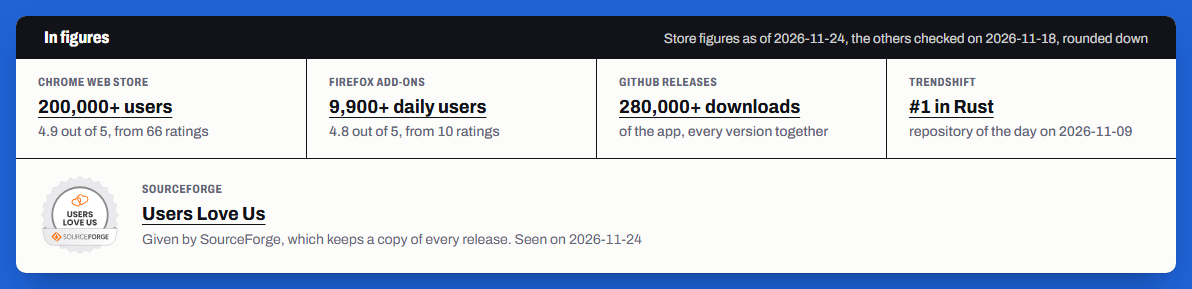 In figures
Store figures as of 2026-11-24, the others checked on 2026-11-18, rounded down
CHROME WEB STORE
200,000+ users
4.9 out of 5, from 66 ratings
FIREFOX ADD-ONS
9,900+ daily users
4.8 out of 5, from 10 ratings
GITHUB RELEASES
280,000+ downloads
of the app, every version together
TRENDSHIFT
#1 in Rust
repository of the day on 2026-11-09
USERS
LOVE US
SOURCEFORGE
SOURCEFORGE
Users Love Us
Given by SourceForge, which keeps a copy of every release. Seen on 2026-11-24